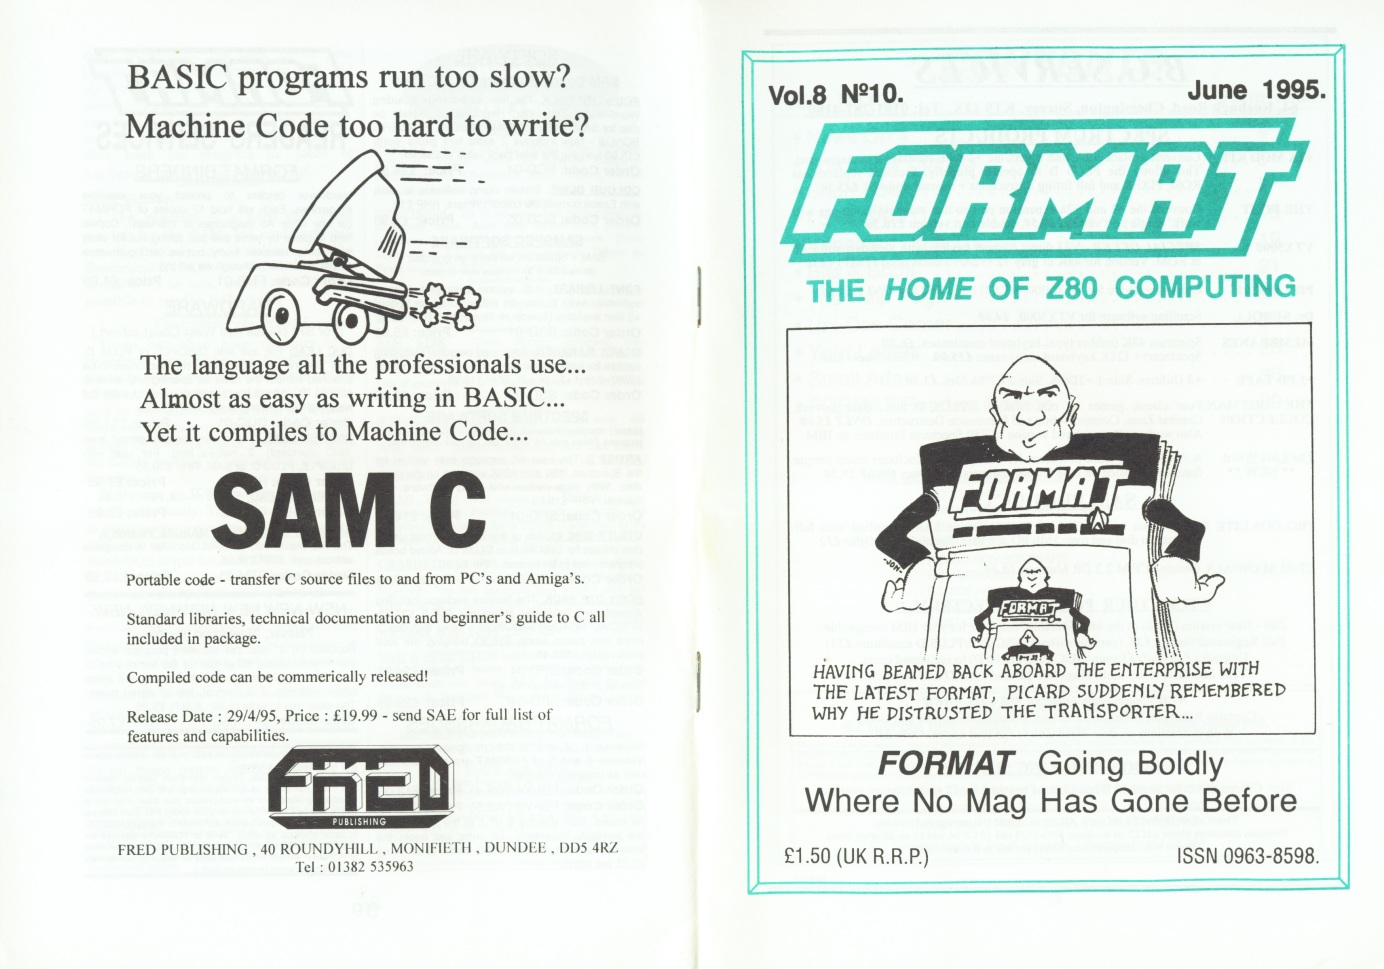 BASIC programs run too slow?
Machine Code too hard to write?
The language all the professionals use...
Almost as easy as writing in BASIC...
Yet it compiles to Machine Code...
SAM C
Portable code - transfer C source files to and from PC's and Amiga's.
Standard libraries, technical documentation and beginner's guide to C all
included in package.
Compiled code can be commerically released!
Release Date : 29/4/95, Price : £19.99 - send SAE for full list of
features and capabilities.
FRED
PUBLISHING
FRED PUBLISHING , 40 ROUNDYHILL , MONIFIETH , DUNDEE , DD5 4RZ
Tel : 01382 535963
Vol.8 Nº10.
June 1995.
FORMAT
THE HOME OF Z80 COMPUTING
FORMAT
-JON-
FORMAT
HAVING BEAMED BACK ABOARD THE ENTERPRISE WITH
THE LATEST FORMAT, PICARD SUDDENLY REMEMBERED
WHY HE DISTRUSTED THE TRANSPORTER...
FORMAT Going Boldly
Where No Mag Has Gone Before
£1.50 (UK R.R.P.)
ISSN 0963-8598.